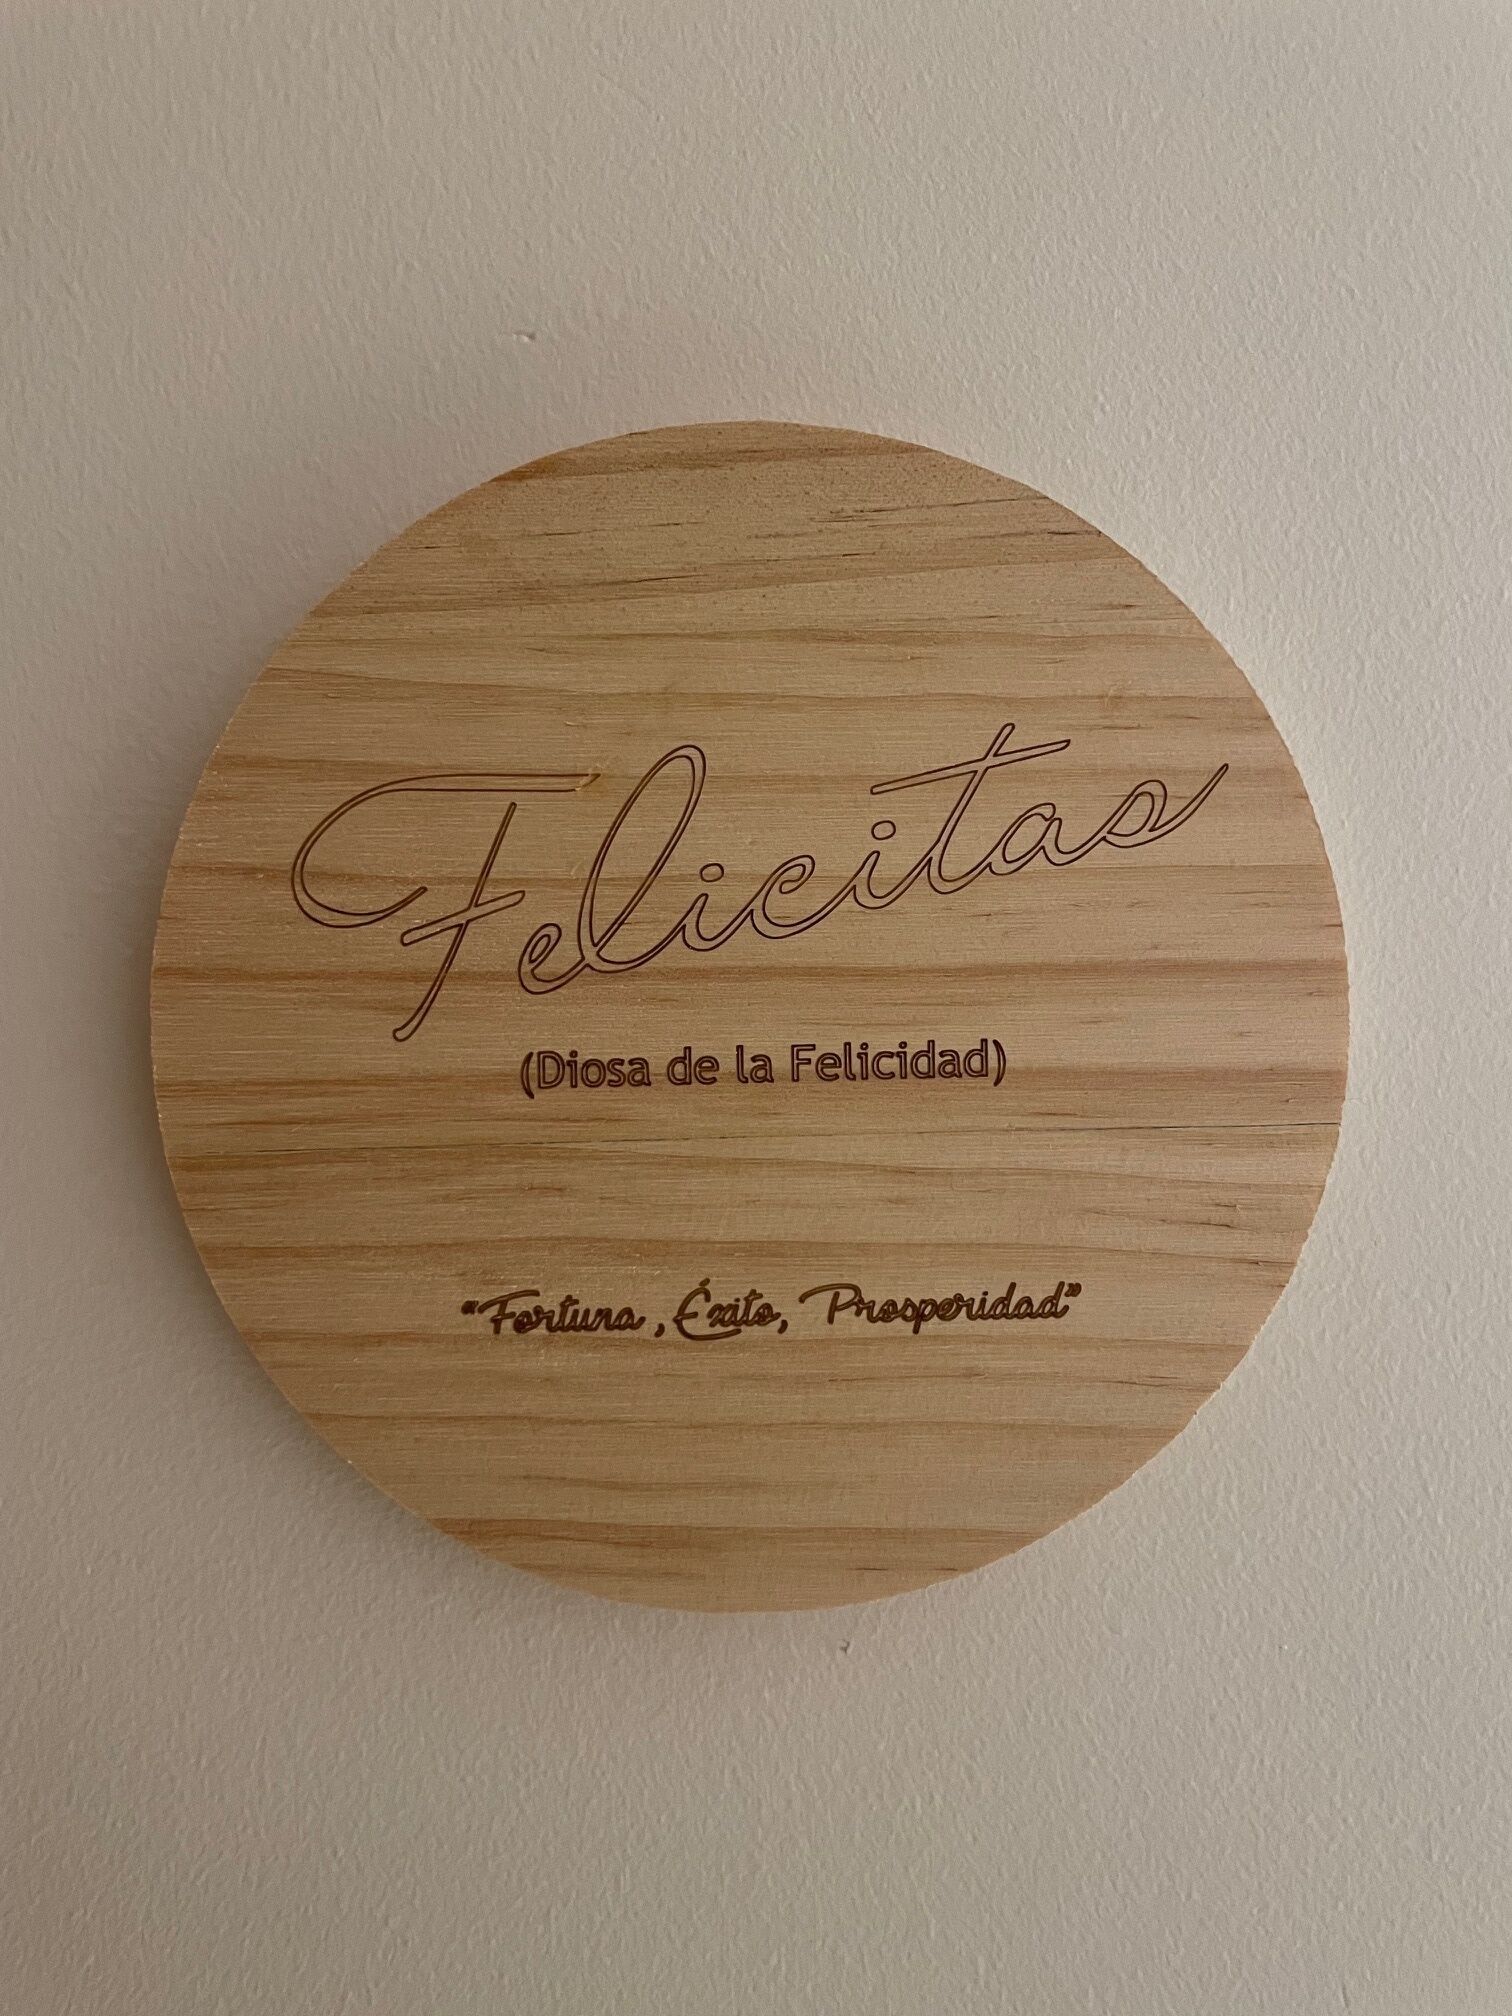 Felicitas
(Diosa de la Felicidad)
“Fortuna, Éxito, Prosperidad”